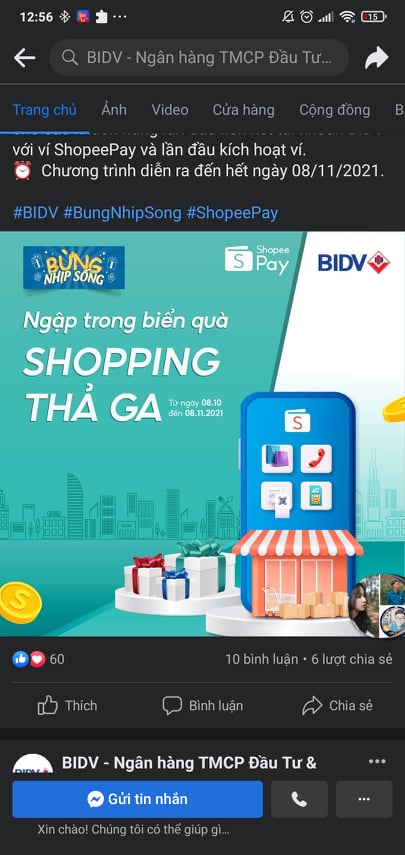 12:56
15
BIDV - Ngân hàng TMCP Đầu Tư...
Trang chủ Ảnh Video Cửa hàng Cộng đồng B
với ví ShopeePay và lần đầu kích hoạt ví.
⏰ Chương trình diễn ra đến hết ngày 08/11/2021.
#BIDV #BungNhipSong #ShopeePay
BỪNG
NHỊP SỐNG
Shopee
Pay
BIDV
Ngập trong biển quà
SHOPPING
THẢ GA
Từ ngày 08.10
đến 08.11.2021
60
10 bình luận • 6 lượt chia sẻ
Thích Bình luận Chia sẻ
BIDV - Ngân hàng TMCP Đầu Tư &
Gửi tin nhắn
Xin chào! Chúng tôi có thể giúp gì...